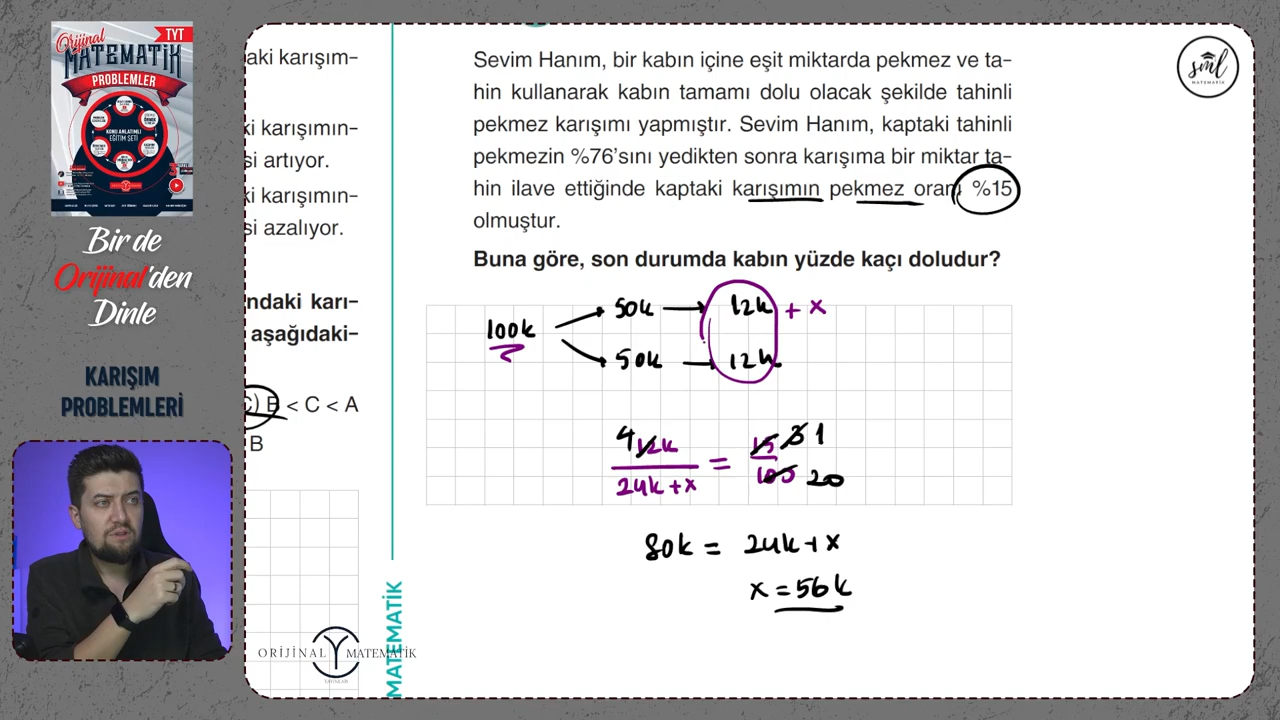 TYT
Orijinal
MATEMATİK
PROBLEMLER
KONU ANLATIMLI
EĞİTİM SETİ
Bir de
Orijinal'den
Dinle
KARIŞIM
PROBLEMLERİ
aki karışım-
ki karışımın-
si artıyor.
ki karışımın-
si azalıyor.
ndaki karı-
aşağıdaki-
C) B < C < A
B
Sevim Hanım, bir kabın içine eşit miktarda pekmez ve ta-
hin kullanarak kabın tamamı dolu olacak şekilde tahinli
pekmez karışımı yapmıştır. Sevim Hanım, kaptaki tahinli
pekmezin %76'sını yedikten sonra karışıma bir miktar ta-
hin ilave ettiğinde kaptaki karışımın pekmez oranı %15
olmuştur.
Buna göre, son durumda kabın yüzde kaçı doludur?
100k
50k
12k + x
50k
12k
4 12k
24k+x
=
15 3 1
100 20
80k = 24k+x
x = 56k
MATEMATİK
ORİJİNAL Y MATEMATİK
YAYINLARI
sml
MATEMATİK